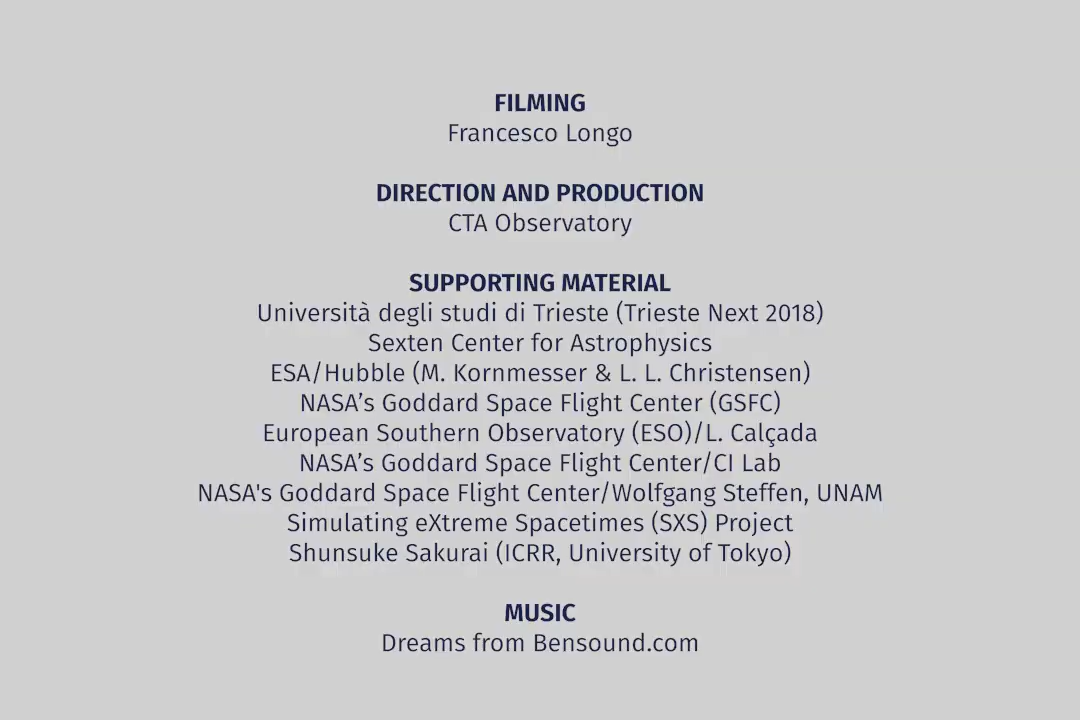 FILMING
Francesco Longo
DIRECTION AND PRODUCTION
CTA Observatory
SUPPORTING MATERIAL
Università degli studi di Trieste (Trieste Next 2018)
Sexten Center for Astrophysics
ESA/Hubble (M. Kornmesser & L. L. Christensen)
NASA’s Goddard Space Flight Center (GSFC)
European Southern Observatory (ESO)/L. Calçada
NASA’s Goddard Space Flight Center/CI Lab
NASA's Goddard Space Flight Center/Wolfgang Steffen, UNAM
Simulating eXtreme Spacetimes (SXS) Project
Shunsuke Sakurai (ICRR, University of Tokyo)
MUSIC
Dreams from Bensound.com